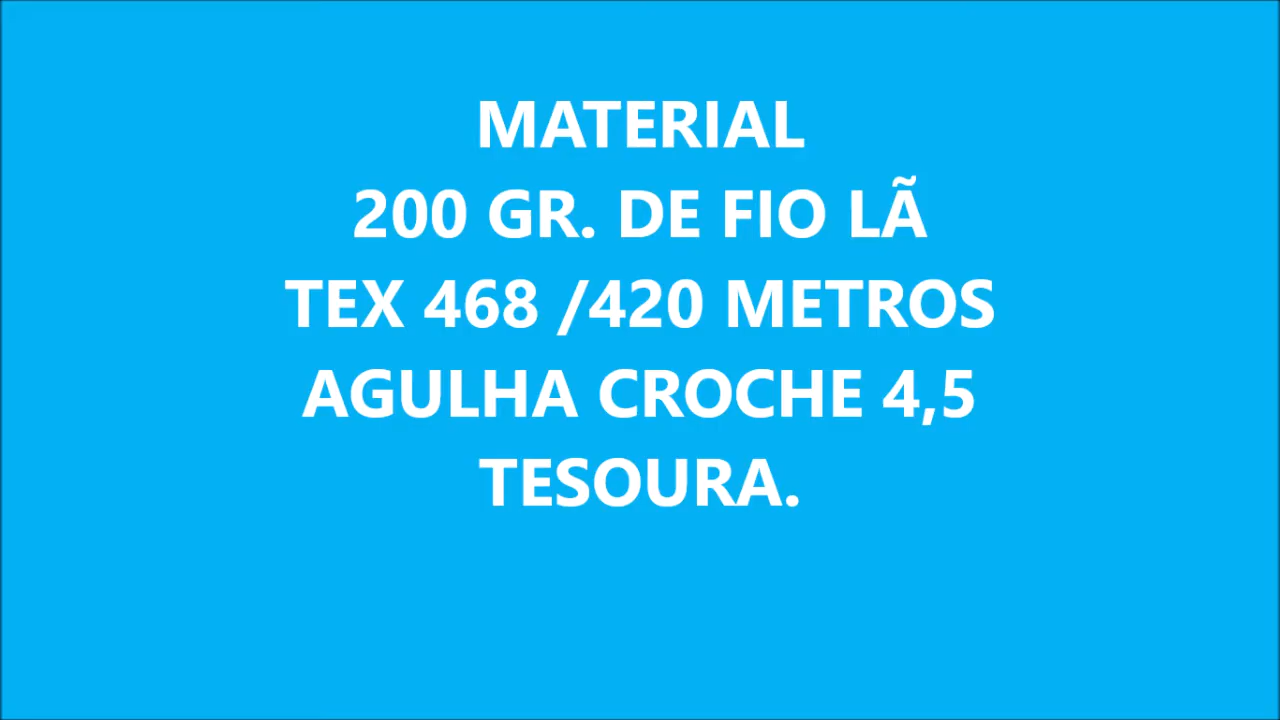 MATERIAL
200 GR. DE FIO LÃ
TEX 468 /420 METROS
AGULHA CROCHE 4,5
TESOURA.